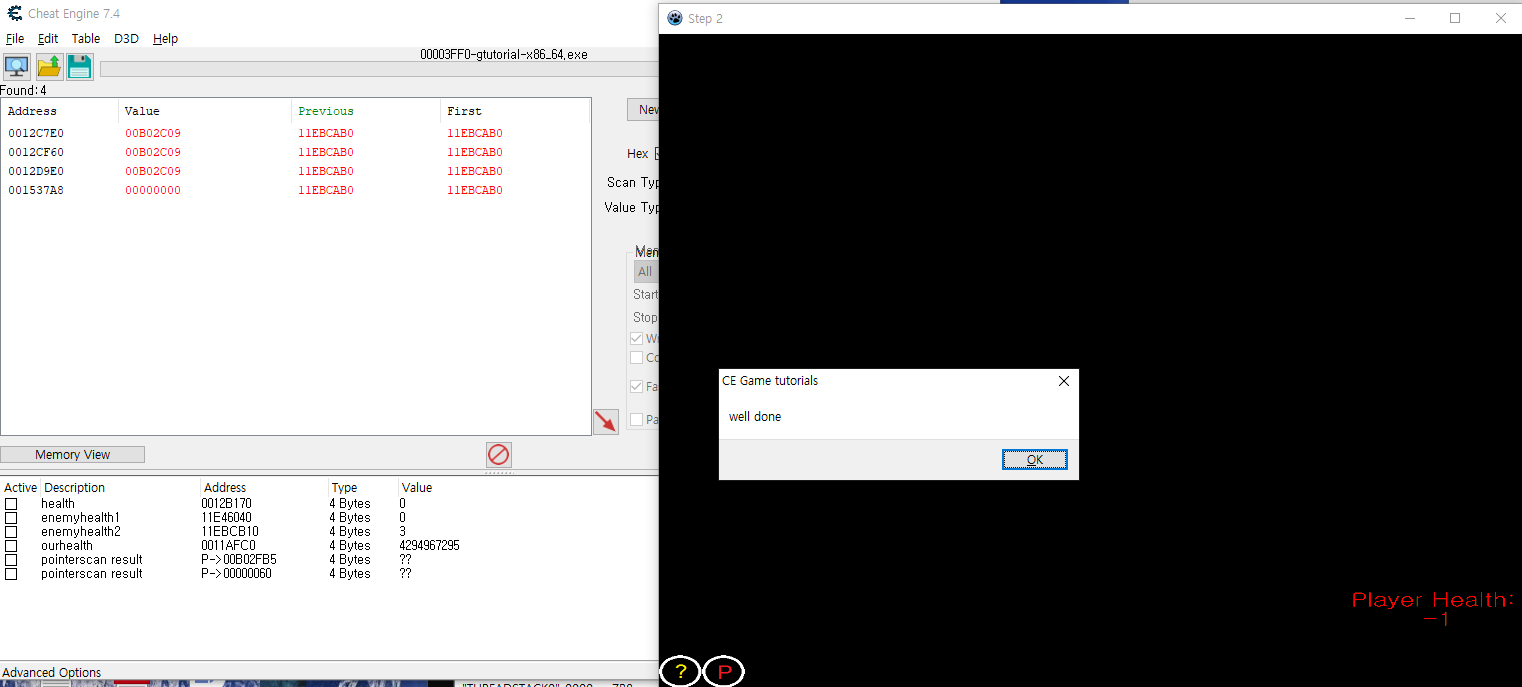 Cheat Engine 7.4
File Edit Table D3D Help
00003FF0-gtutorial-x86_64.exe
Found:4
Address Value Previous First
0012C7E0 00B02C09 11EBCAB0 11EBCAB0
0012CF60 00B02C09 11EBCAB0 11EBCAB0
0012D9E0 00B02C09 11EBCAB0 11EBCAB0
001537A8 00000000 11EBCAB0 11EBCAB0
New
Hex
Scan Typ
Value Typ
Mem
All
Start
Stop
Wr
Co
Fa
Pa
Memory View
Active Description Address Type Value
health 0012B170 4 Bytes 0
enemyhealth1 11E46040 4 Bytes 0
enemyhealth2 11EBCB10 4 Bytes 3
ourhealth 0011AFC0 4 Bytes 4294967295
pointerscan result P->00B02FB5 4 Bytes ??
pointerscan result P->00000060 4 Bytes ??
Advanced Options
Step 2
CE Game tutorials
well done
OK
Player Health:
-1
? P